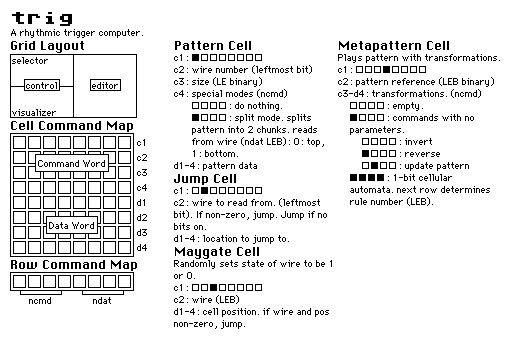 trig
A rhythmic trigger computer.
Grid Layout
selector
control
editor
visualizer
Cell Command Map
c1
c2
Command Word
c3
c4
d1
d2
Data Word
d3
d4
Row Command Map
ncmd
ndat
Pattern Cell
c1: ■□□□□□□□
c2: wire number (leftmost bit)
c3: size (LE binary)
c4: special modes (ncmd)
□□□□: do nothing.
■□□□: split mode. splits
pattern into 2 chunks. reads
from wire (ndat LEB): 0: top,
1: bottom.
d1-4: pattern data
Jump Cell
c1: □■□□□□□□
c2: wire to read from. (leftmost
bit). If non-zero, jump. Jump if no
bits on.
d1-4: location to jump to.
Maygate Cell
Randomly sets state of wire to be 1
or 0.
c1: □□■□□□□□
c2: wire (LEB)
d1-4: cell position. if wire and pos
non-zero, jump.
Metapattern Cell
Plays pattern with transformations.
c1: □□□■□□□□
c2: pattern reference (LEB binary)
c3-d4: transformations. (ncmd)
□□□□: empty.
■□□□: commands with no
parameters.
□□□□: invert
■□□□: reverse
□■□□: update pattern
■■■■: 1-bit cellular
automata. next row determines
rule number (LEB).